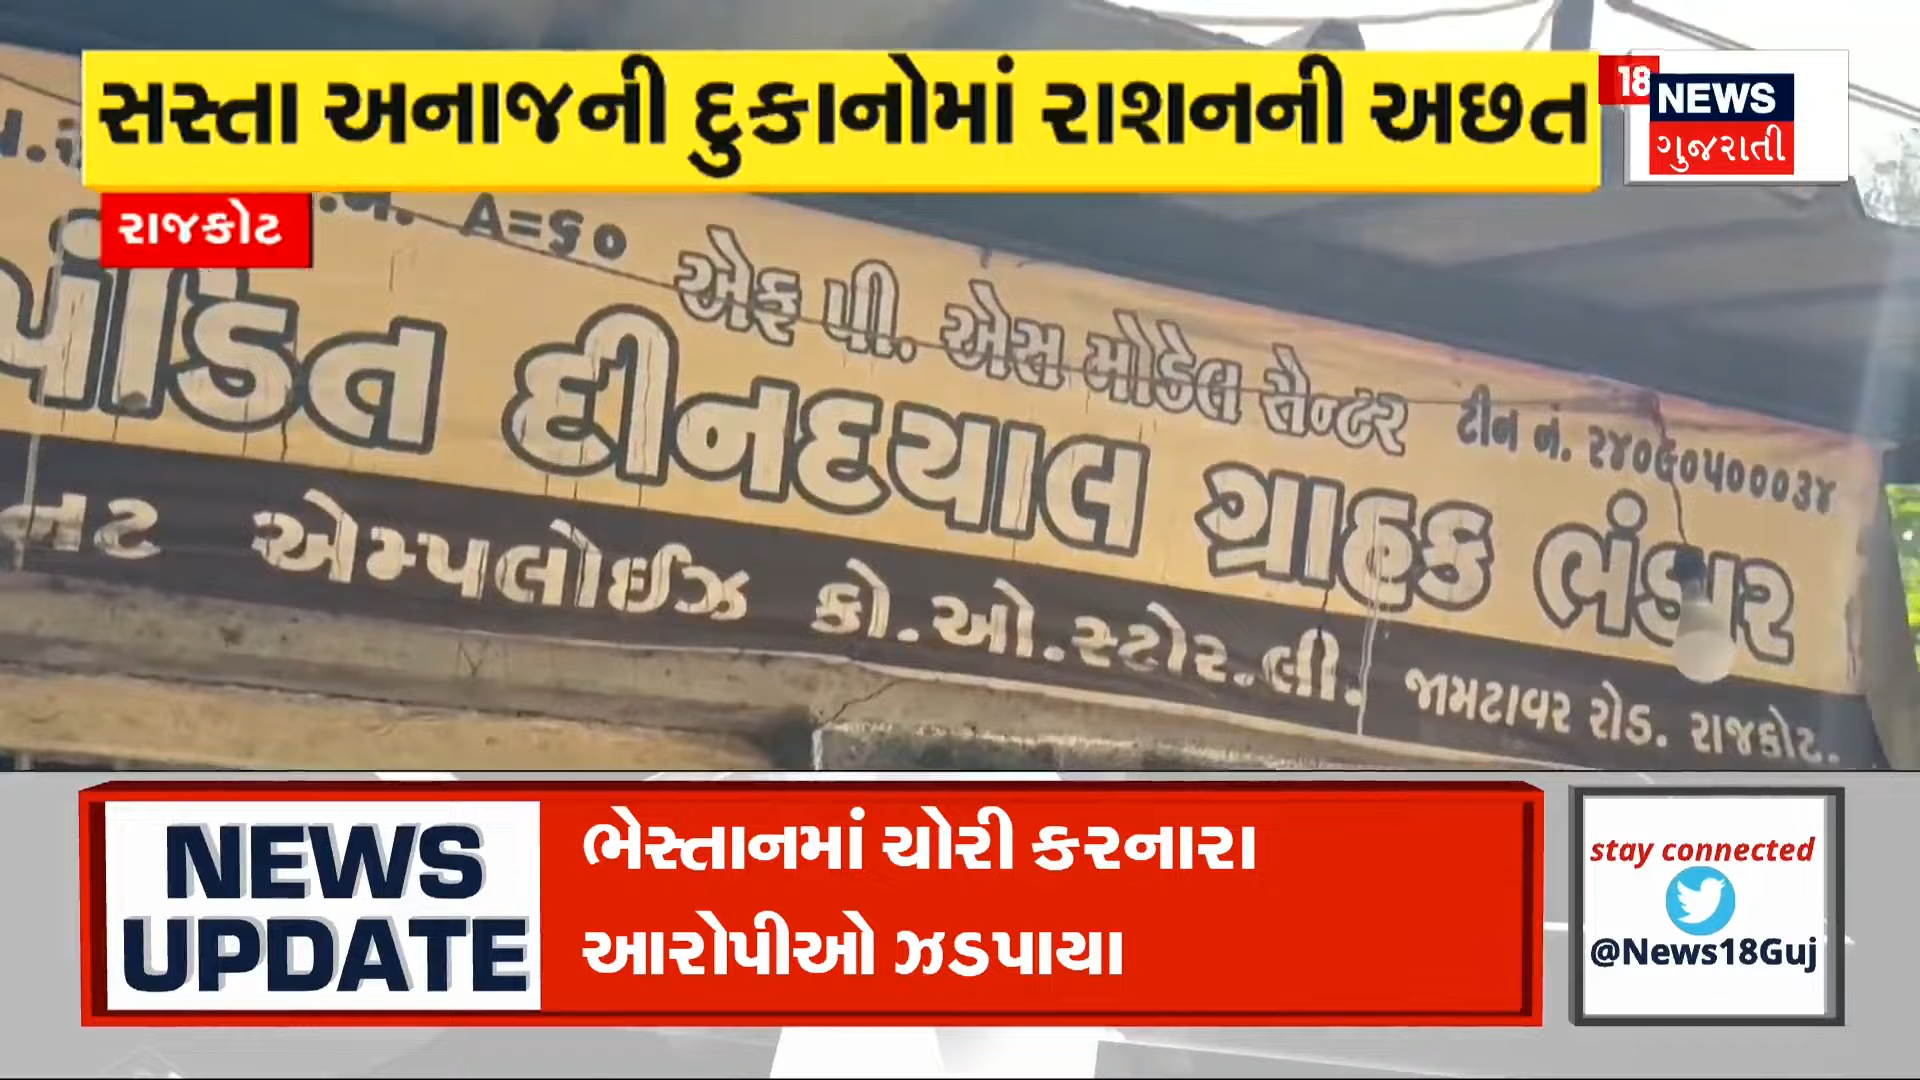 સસ્તા અનાજની દુકાનોમાં રાશનની અછત
18
NEWS
ગુજરાતી
રાજકોટ
A=૬૦
એફ પી. એસ મોડેલ સેન્ટર
ટીન નં. ૨૪૦૬૦૫૦૦૦૩૪
પંડિત દીનદયાલ ગ્રાહક ભંડાર
એમ્પલોઈઝ કો.ઓ.સ્ટોર.લી. જામટાવર રોડ. રાજકોટ.
NEWS
UPDATE
ભેસ્તાનમાં ચોરી કરનારા
આરોપીઓ ઝડપાયા
stay connected
@News18Guj